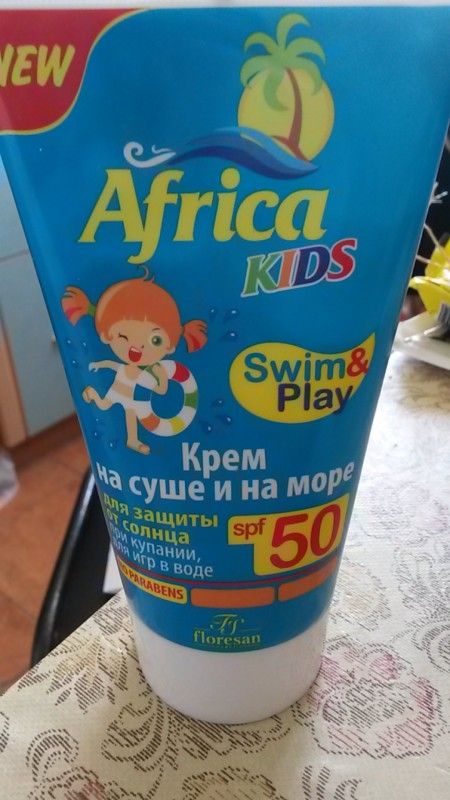 NEW
Africa
KIDS
Swim&
Play
Крем
на суше и на море
для защиты
от солнца
при купании,
для игр в воде
spf 50
NO PARABENS
floresan